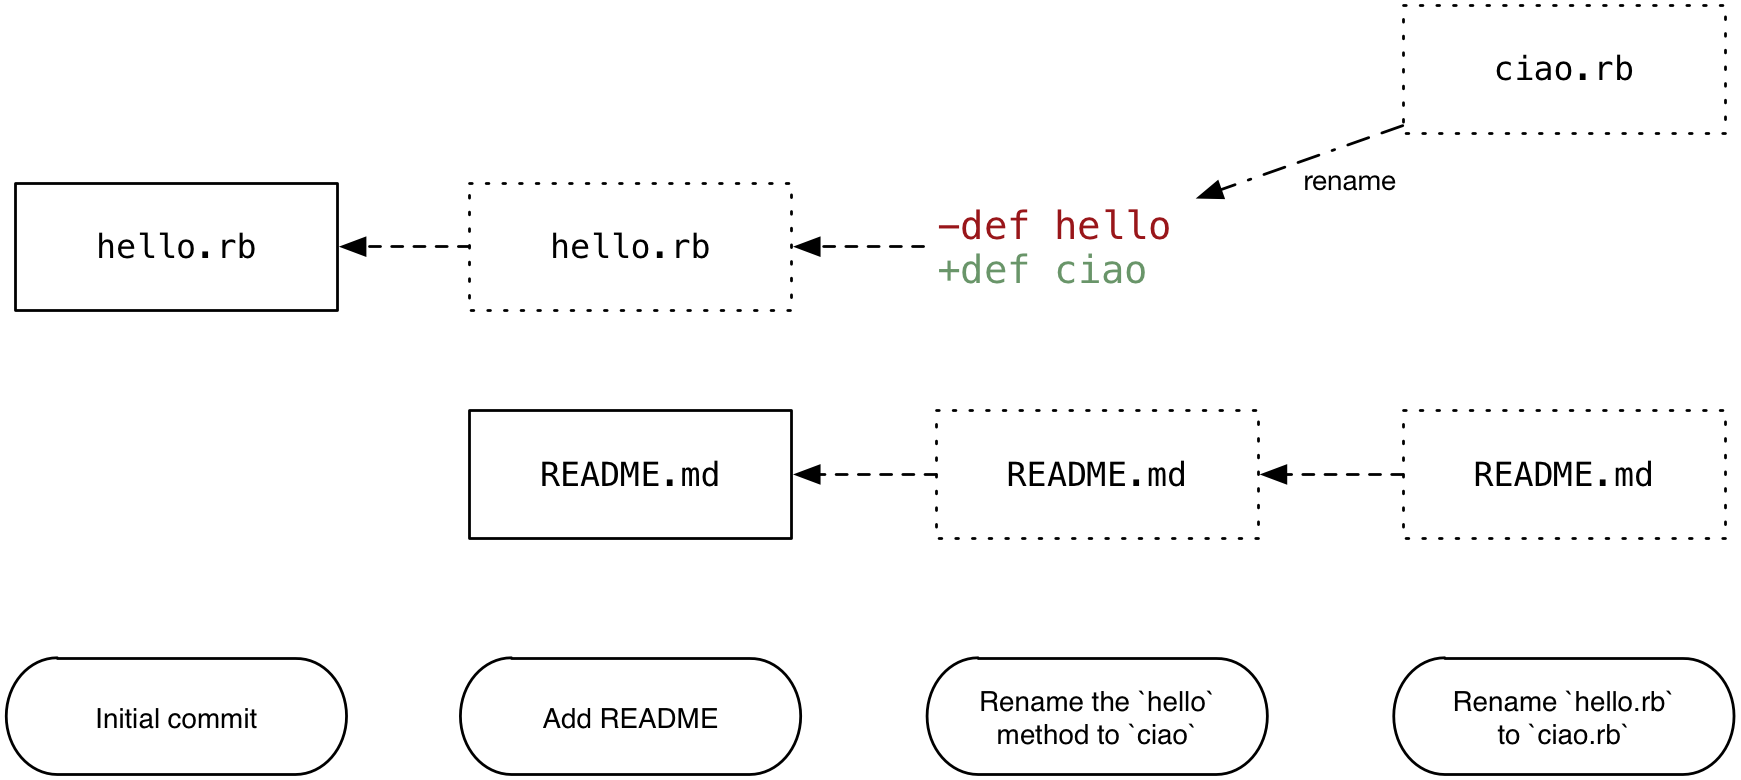 ciao.rb
rename
hello.rb
hello.rb
−def hello
+def ciao
README.md
README.md
README.md
Initial commit
Add README
Rename the `hello`
method to `ciao`
Rename `hello.rb`
to `ciao.rb`